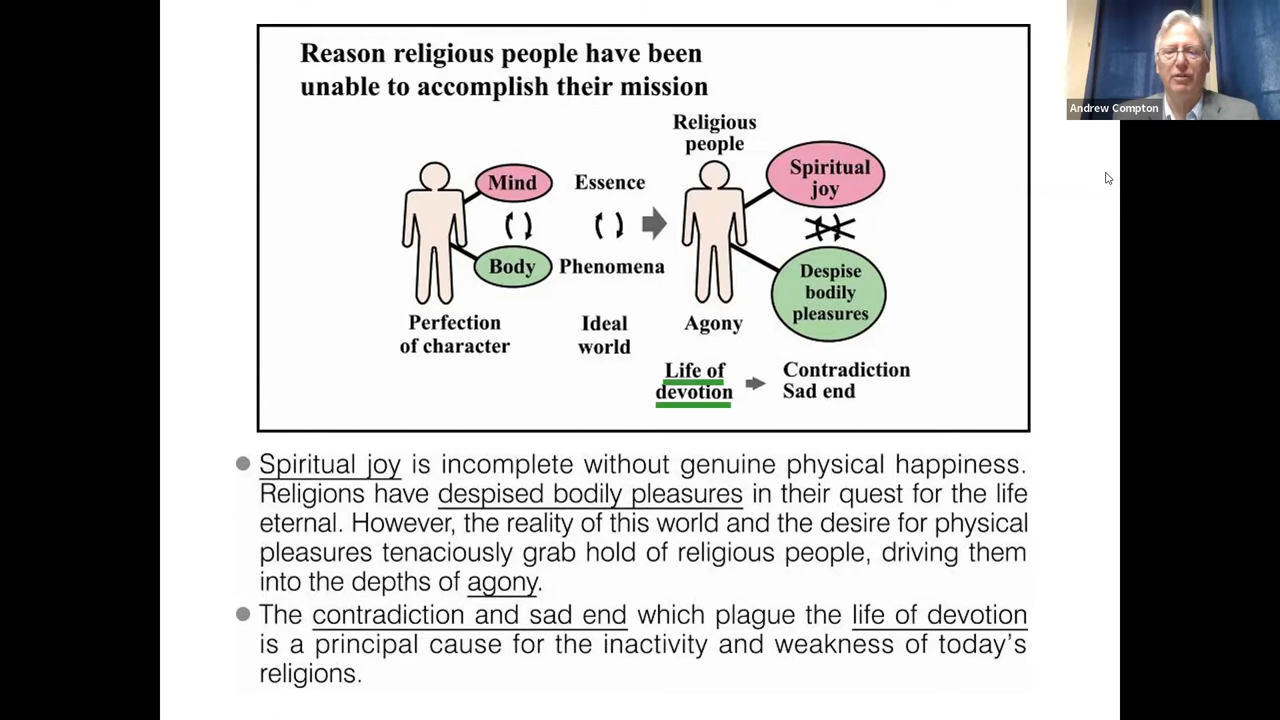 Reason religious people have been
unable to accomplish their mission
Andrew Compton
Religious
people
Mind
Essence
Spiritual
joy
Body
Phenomena
Despise
bodily
pleasures
Perfection
of character
Ideal
world
Agony
Life of
devotion
Contradiction
Sad end
Spiritual joy is incomplete without genuine physical happiness.
Religions have despised bodily pleasures in their quest for the life
eternal. However, the reality of this world and the desire for physical
pleasures tenaciously grab hold of religious people, driving them
into the depths of agony.
The contradiction and sad end which plague the life of devotion
is a principal cause for the inactivity and weakness of today's
religions.